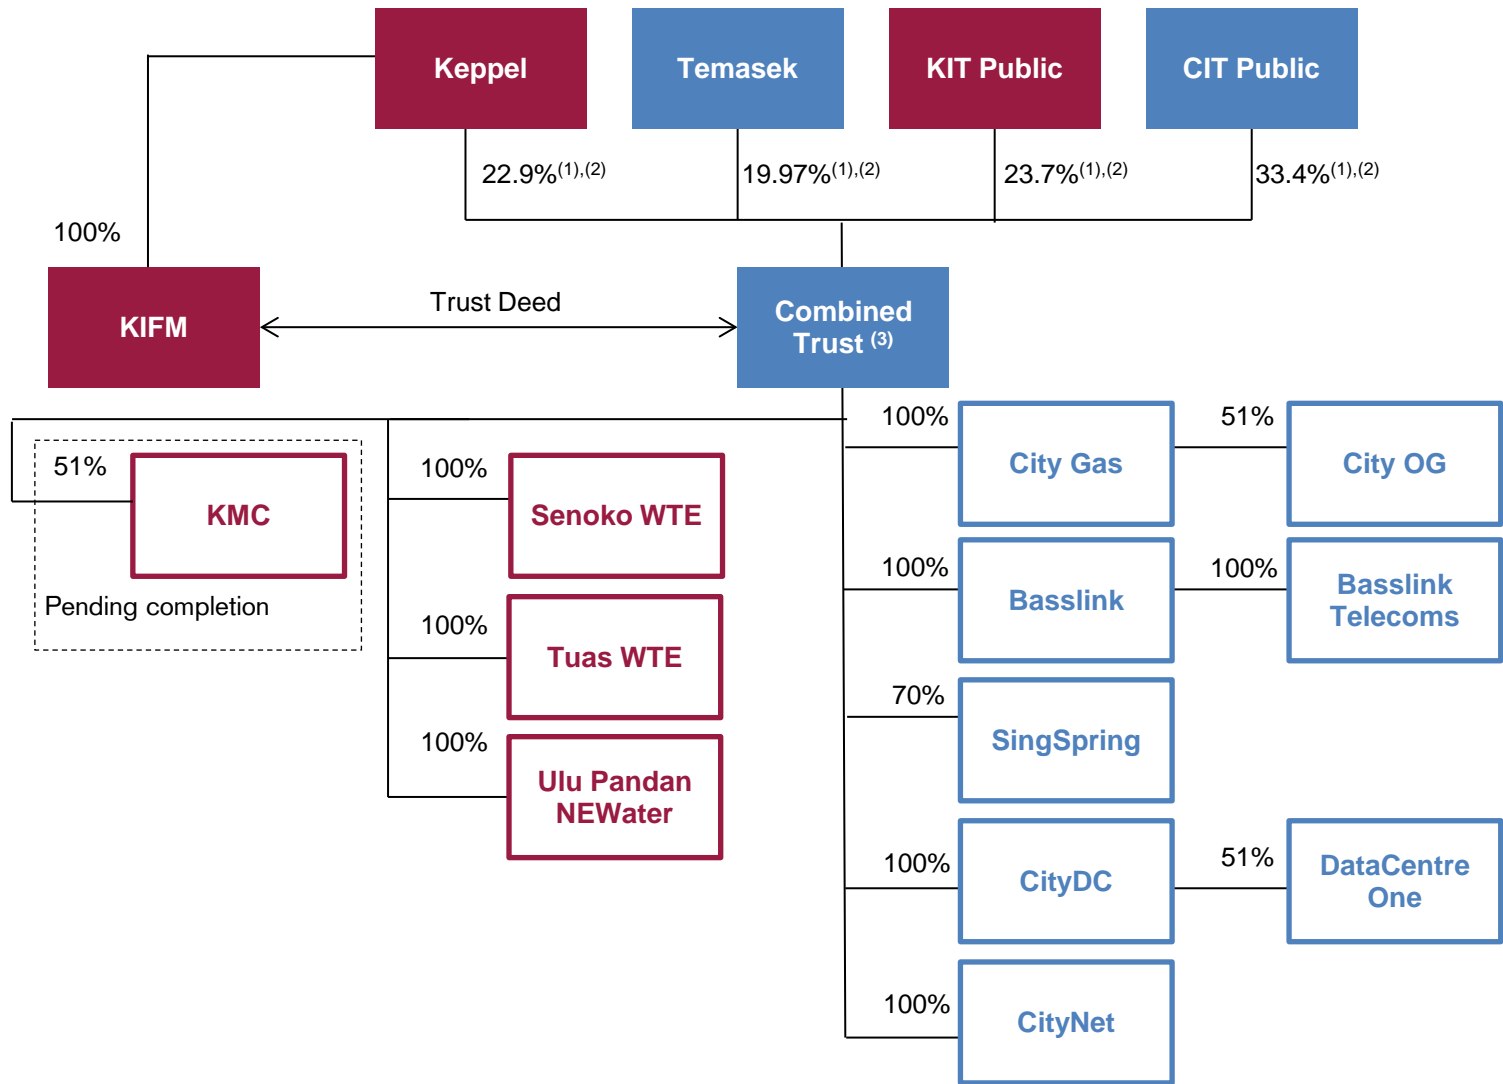 Keppel
Temasek
KIT Public
CIT Public
22.9%(1),(2)
19.97%(1),(2)
23.7%(1),(2)
33.4%(1),(2)
100%
KIFM
Trust Deed
Combined
Trust (3)
51%
KMC
Pending completion
100%
Senoko WTE
100%
Tuas WTE
100%
Ulu Pandan
NEWater
100%
City Gas
51%
City OG
100%
Basslink
100%
Basslink
Telecoms
70%
SingSpring
100%
CityDC
51%
DataCentre
One
100%
CityNet